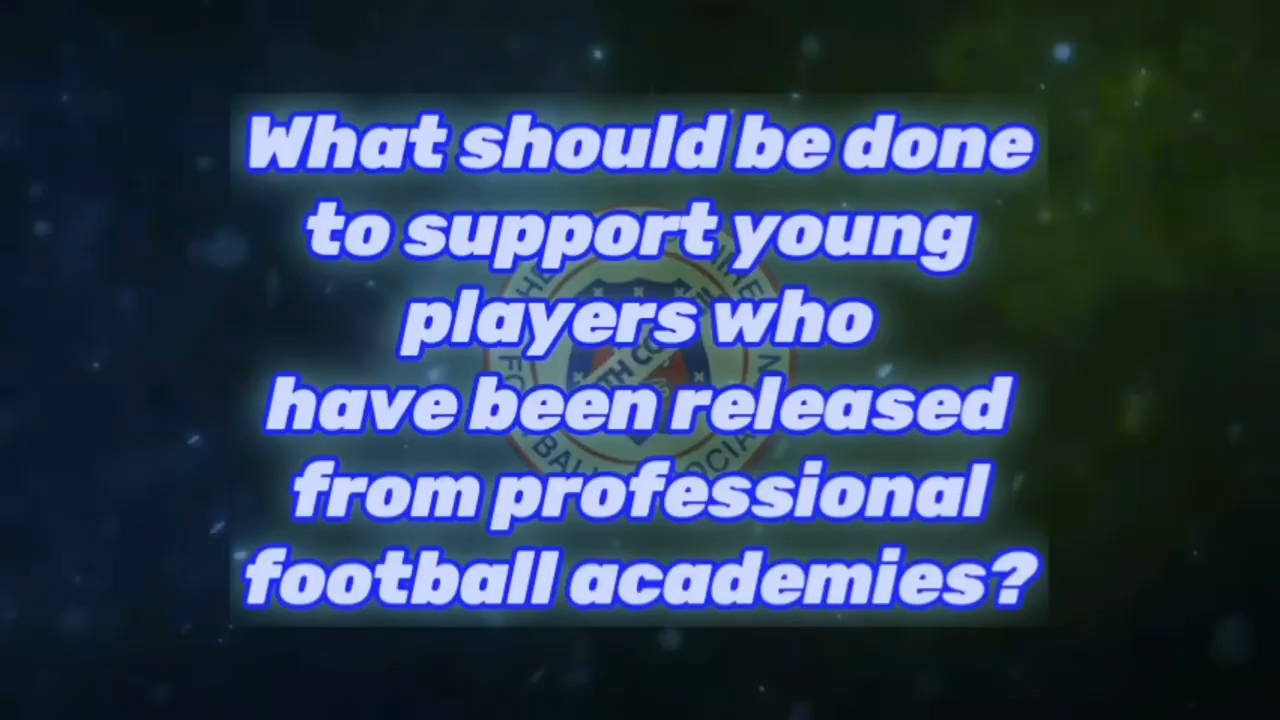 What should be done
to support young
players who
have been released
from professional
football academies?